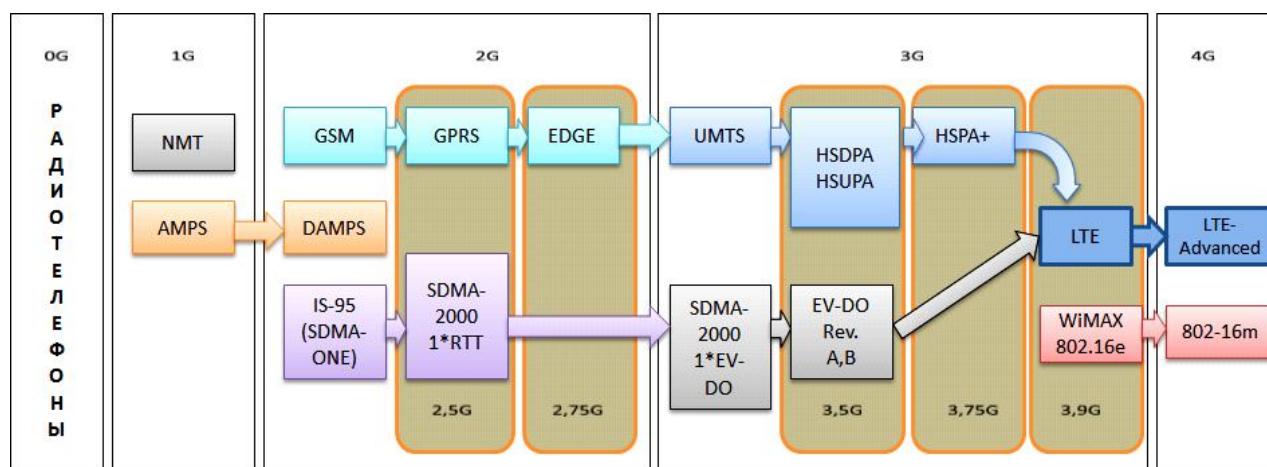 0G
РАДИОТЕЛЕФОНЫ
1G
NMT
AMPS
2G
GSM
GPRS
EDGE
DAMPS
IS-95
(SDMA-
ONE)
SDMA-
2000
1*RTT
2,5G
2,75G
3G
UMTS
HSDPA
HSUPA
HSPA+
LTE
SDMA-
2000
1*EV-
DO
EV-DO
Rev.
A,B
WiMAX
802.16e
3,5G
3,75G
3,9G
4G
LTE-
Advanced
802-16m